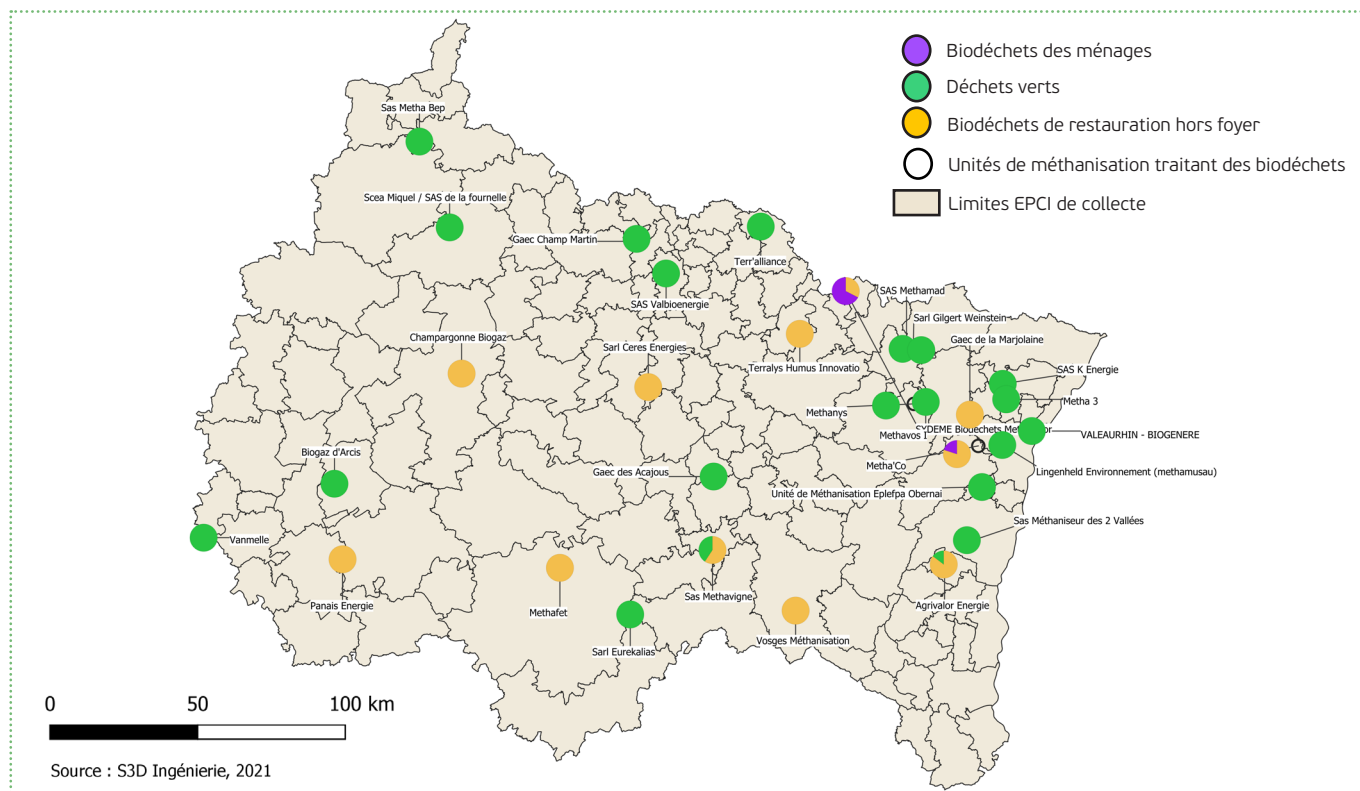 Biodéchets des ménages
Déchets verts
Biodéchets de restauration hors foyer
Unités de méthanisation traitant des biodéchets
Limites EPCI de collecte
Sas Metha Bep
Scea Miquel / SAS de la fournelle
Gaec Champ Martin
Terr'alliance
SAS Valbioenergie
SAS Methamad
Sarl Gilgert Weinstein
Gaec de la Marjolaine
Champargonne Biogaz
Sarl Ceres Energies
Terralys Humus Innovatio
SAS K Energie
Metha 3
Methanys
Methavos I
SYDEME Biodechets
VALEAURHIN - BIOGENERE
Biogaz d'Arcis
Gaec des Acajous
Metha'Co
Lingenheld Environnement (methamusau)
Unité de Méthanisation Eplefpa Obernai
Sas Méthaniseur des 2 Vallées
Vanmelle
Panais Energie
Methafet
Sas Methavigne
Agrivalor Energie
Sarl Eurekalias
Vosges Méthanisation
0 50 100 km
Source : S3D Ingénierie, 2021